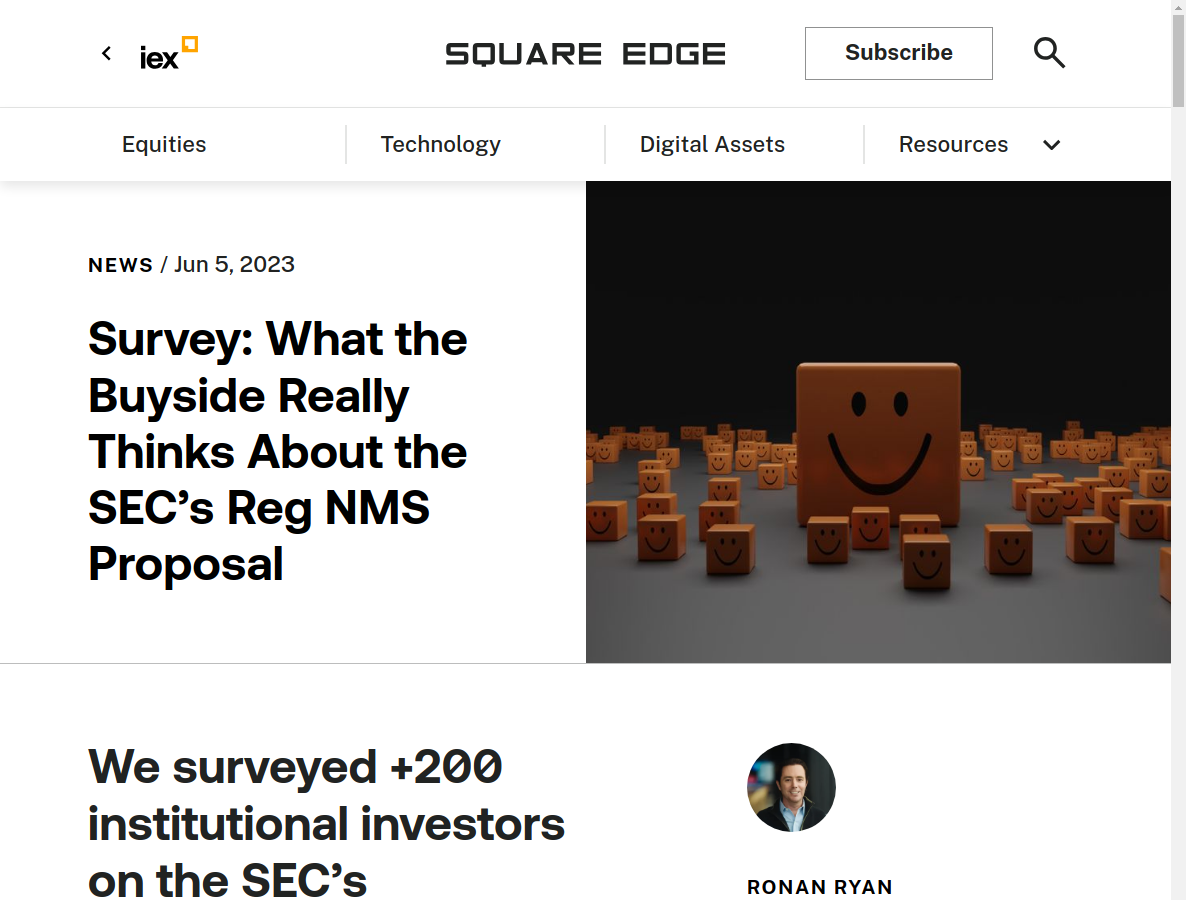 iex
SQUARE EDGE
Subscribe
Equities
Technology
Digital Assets
Resources
NEWS / Jun 5, 2023
Survey: What the
Buyside Really
Thinks About the
SEC’s Reg NMS
Proposal
We surveyed +200
institutional investors
on the SEC’s
RONAN RYAN